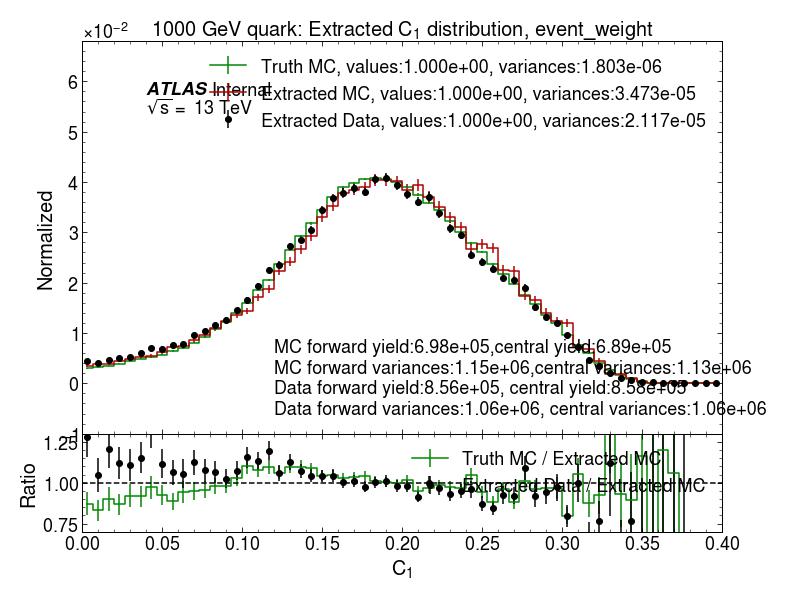 ×10⁻² 1000 GeV quark: Extracted C₁ distribution, event_weight
Truth MC, values:1.000e+00, variances:1.803e-06
ATLAS Internal
Extracted MC, values:1.000e+00, variances:3.473e-05
√s = 13 TeV
Extracted Data, values:1.000e+00, variances:2.117e-05
6
5
4
3
2
1
0
1
Normalized
MC forward yield:6.98e+05,central yield:6.89e+05
MC forward variances:1.15e+06,central variances:1.13e+06
Data forward yield:8.56e+05, central yield:8.58e+05
Data forward variances:1.06e+06, central variances:1.06e+06
1.25
1.00
0.75
Ratio
Truth MC / Extracted MC
Extracted Data / Extracted MC
0.00 0.05 0.10 0.15 0.20 0.25 0.30 0.35 0.40
C₁